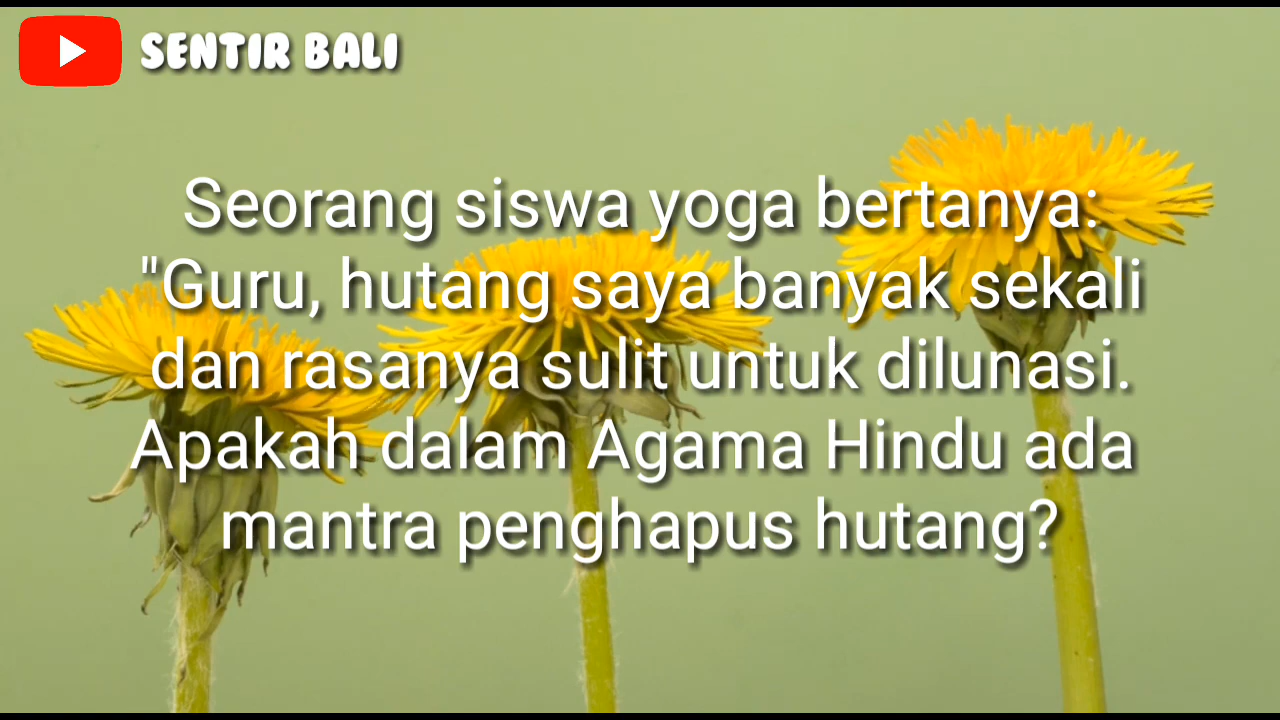 SENTIR BALI
Seorang siswa yoga bertanya:
"Guru, hutang saya banyak sekali
dan rasanya sulit untuk dilunasi.
Apakah dalam Agama Hindu ada
mantra penghapus hutang?